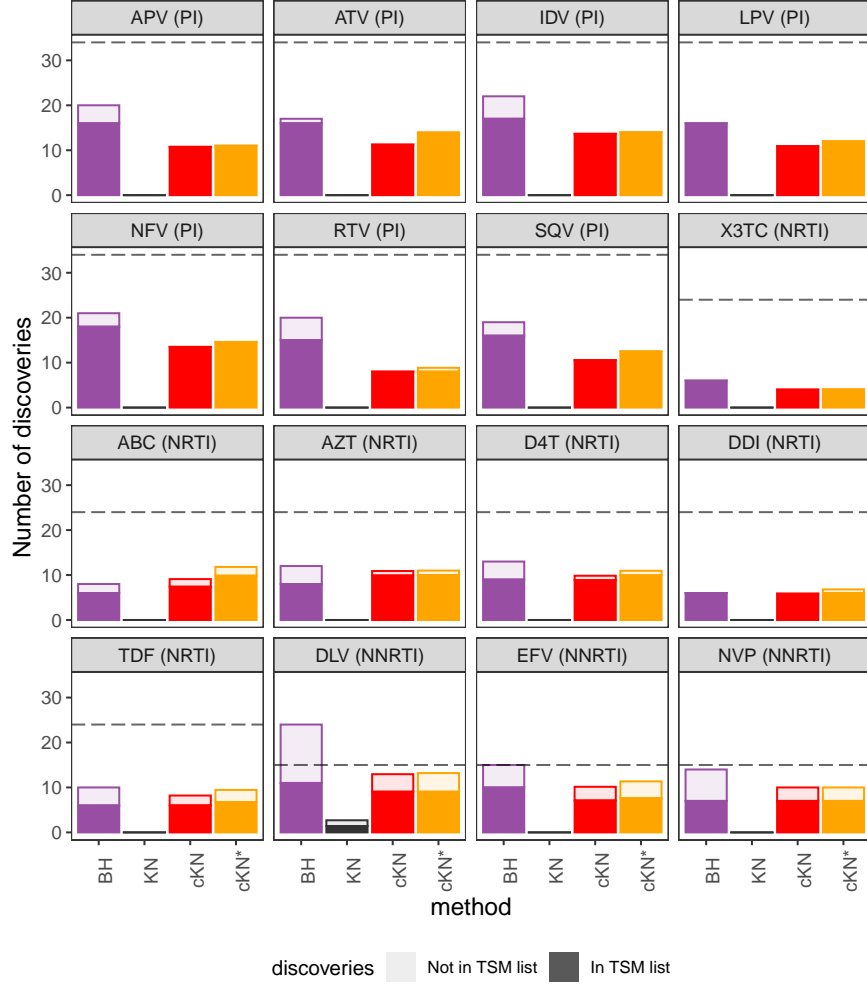 APV (PI) ATV (PI) IDV (PI) LPV (PI)
30
20
10
0
NFV (PI) RTV (PI) SQV (PI) X3TC (NRTI)
30
20
10
0
Number of discoveries
ABC (NRTI) AZT (NRTI) D4T (NRTI) DDI (NRTI)
30
20
10
0
TDF (NRTI) DLV (NNRTI) EFV (NNRTI) NVP (NNRTI)
30
20
10
0
BH KN cKN cKN* BH KN cKN cKN* BH KN cKN cKN* BH KN cKN cKN*
method
discoveries Not in TSM list In TSM list